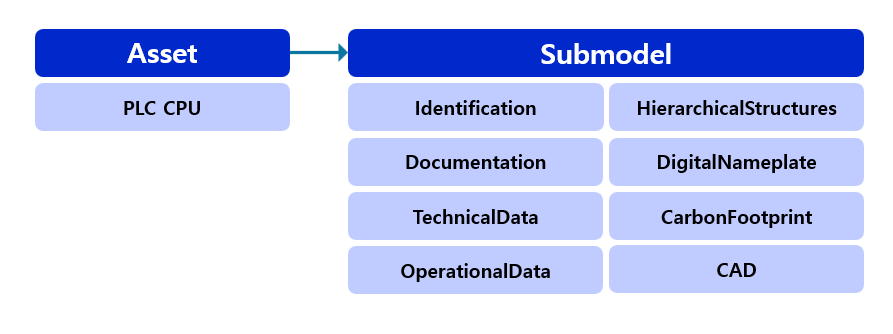 Asset
Submodel
PLC CPU
Identification
HierarchicalStructures
Documentation
DigitalNameplate
TechnicalData
CarbonFootprint
OperationalData
CAD